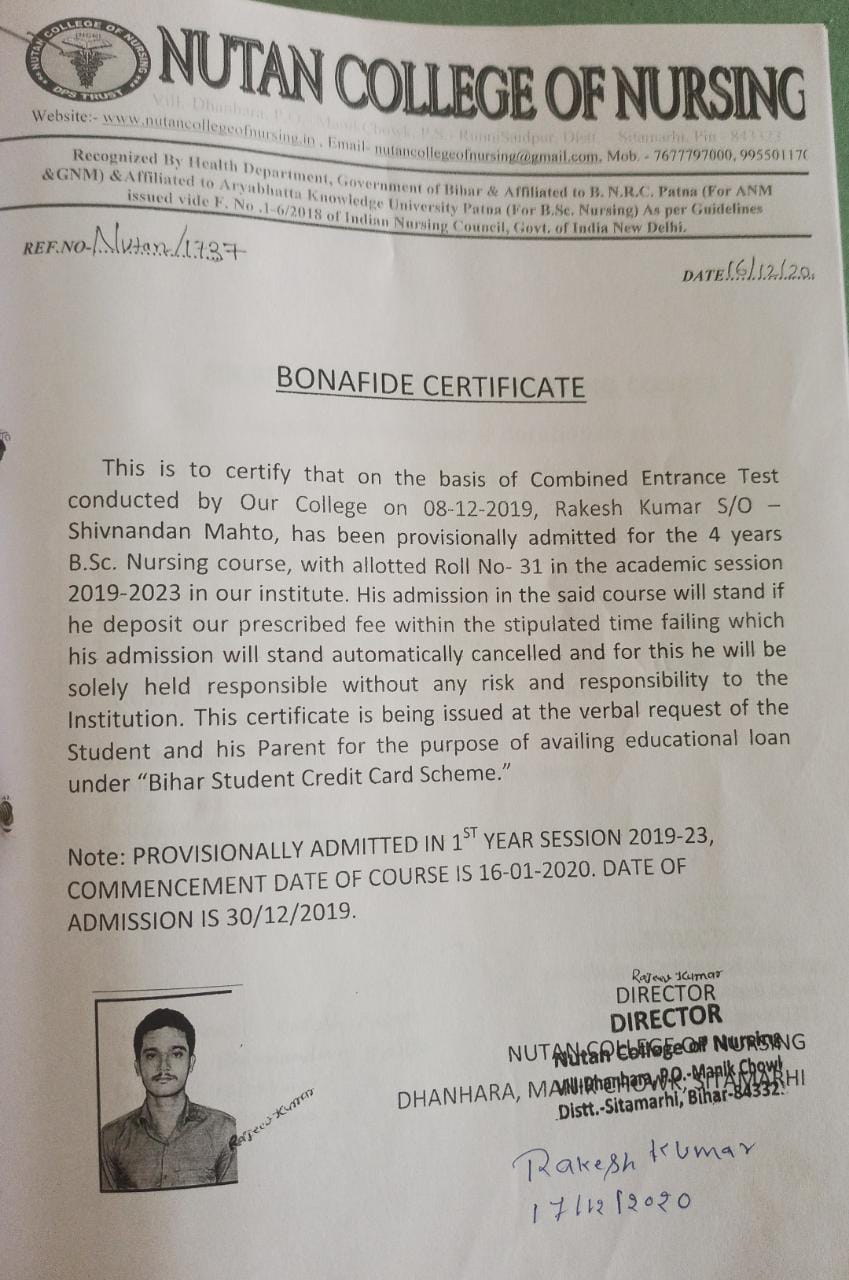 NUTAN COLLEGE OF NURSING
DPS TRUST
NUTAN COLLEGE OF NURSING
Vill. Dhanhara, P.O.- Manik Chowk, P.S.- RunniSaidpur, Distt. Sitamarhi, Pin - 843323
Website:- www.nutancollegeofnursing.in , Email- nutancollegeofnursing@gmail.com. Mob. - 7677797000, 99550117
Recognized By Health Department, Government of Bihar & Affiliated to B. N.R.C. Patna (For ANM
&GNM) & Affiliated to Aryabhatta Knowledge University Patna (For B.Sc. Nursing) As per Guidelines
issued vide F. No .1-6/2018 of Indian Nursing Council, Govt. of India New Delhi.
REF.NO-Nutan/1737
DATE16/12/20
BONAFIDE CERTIFICATE
This is to certify that on the basis of Combined Entrance Test
conducted by Our College on 08-12-2019, Rakesh Kumar S/O –
Shivnandan Mahto, has been provisionally admitted for the 4 years
B.Sc. Nursing course, with allotted Roll No- 31 in the academic session
2019-2023 in our institute. His admission in the said course will stand if
he deposit our prescribed fee within the stipulated time failing which
his admission will stand automatically cancelled and for this he will be
solely held responsible without any risk and responsibility to the
Institution. This certificate is being issued at the verbal request of the
Student and his Parent for the purpose of availing educational loan
under “Bihar Student Credit Card Scheme.”
Note: PROVISIONALLY ADMITTED IN 1ST YEAR SESSION 2019-23,
COMMENCEMENT DATE OF COURSE IS 16-01-2020. DATE OF
ADMISSION IS 30/12/2019.
Rajeev Kumar
DIRECTOR
DIRECTOR
NUTAN COLLEGE OF NURSING
Nutan College of Nursing
DHANHARA, MANIK CHOWK, SITAMARHI
Vill-Dhanhara, P.O.-Manik Chowk
Distt.-Sitamarhi, Bihar-84332
Rajeev Kumar
Rakesh Kumar
17/12/2020